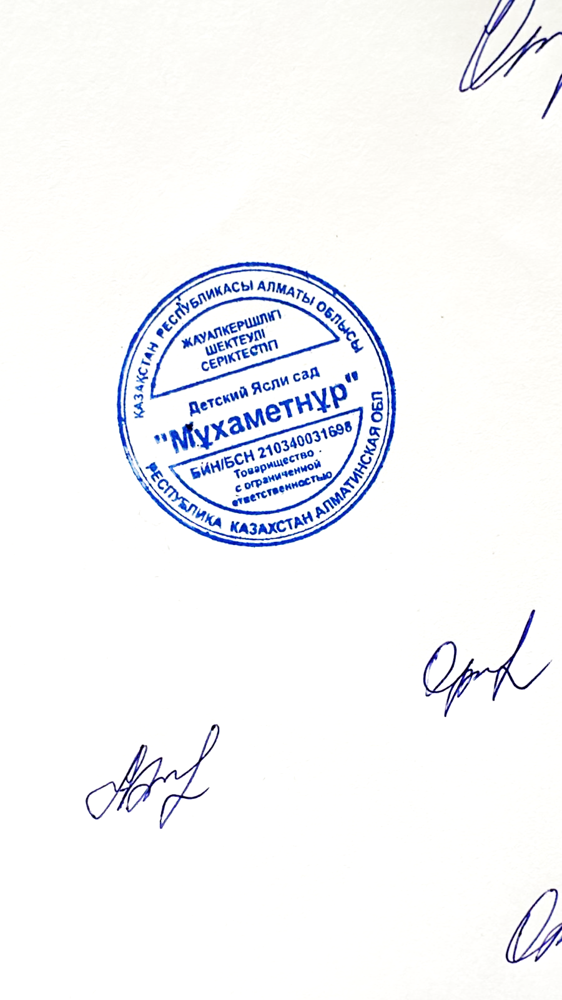 ҚАЗАҚСТАН РЕСПУБЛИКАСЫ АЛМАТЫ ОБЛЫСЫ
ЖАУАПКЕРШІЛІГІ
ШЕКТЕУЛІ
СЕРІКТЕСТІГІ
Детский Ясли сад
"Мұхаметнұр"
БИН/БСН 210340031698
Товарищество
с ограниченной
ответственностью
РЕСПУБЛИКА КАЗАХСТАН АЛМАТИНСКАЯ ОБЛ